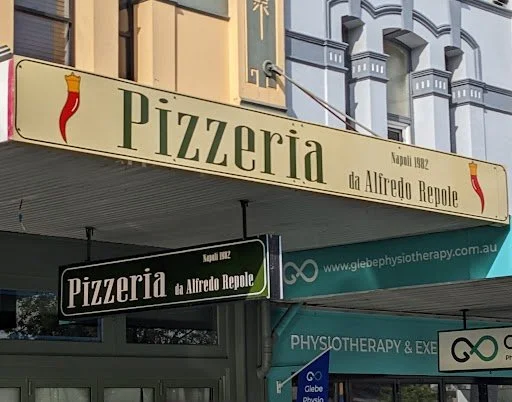 Pizzeria
Napoli 1982
da Alfredo Repole
Pizzeria
Napoli 1982
da Alfredo Repole
www.glebephysiotherapy.com.au
PHYSIOTHERAPY & EXE
Glebe
Physio